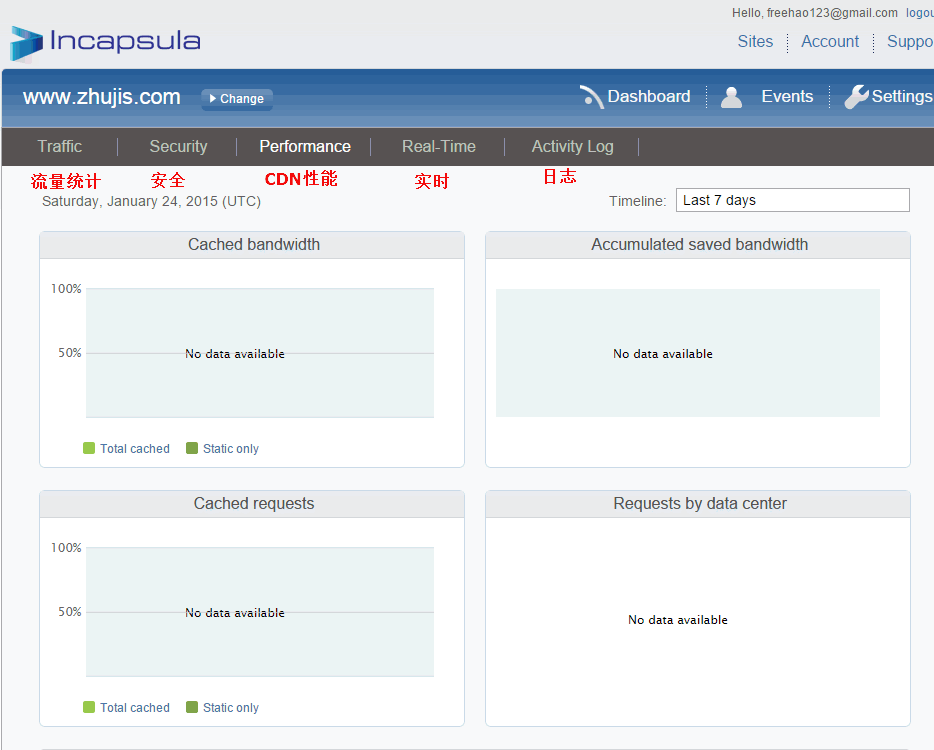 Hello, freehao123@gmail.com logou
Incapsula
Sites Account Suppo
www.zhujis.com Change Dashboard Events Settings
Traffic Security Performance Real-Time Activity Log
流量统计 安全 CDN性能 实时 日志
Saturday, January 24, 2015 (UTC) Timeline: Last 7 days
Cached bandwidth Accumulated saved bandwidth
100%
50% No data available No data available
Total cached Static only
Cached requests Requests by data center
100%
50% No data available No data available
Total cached Static only